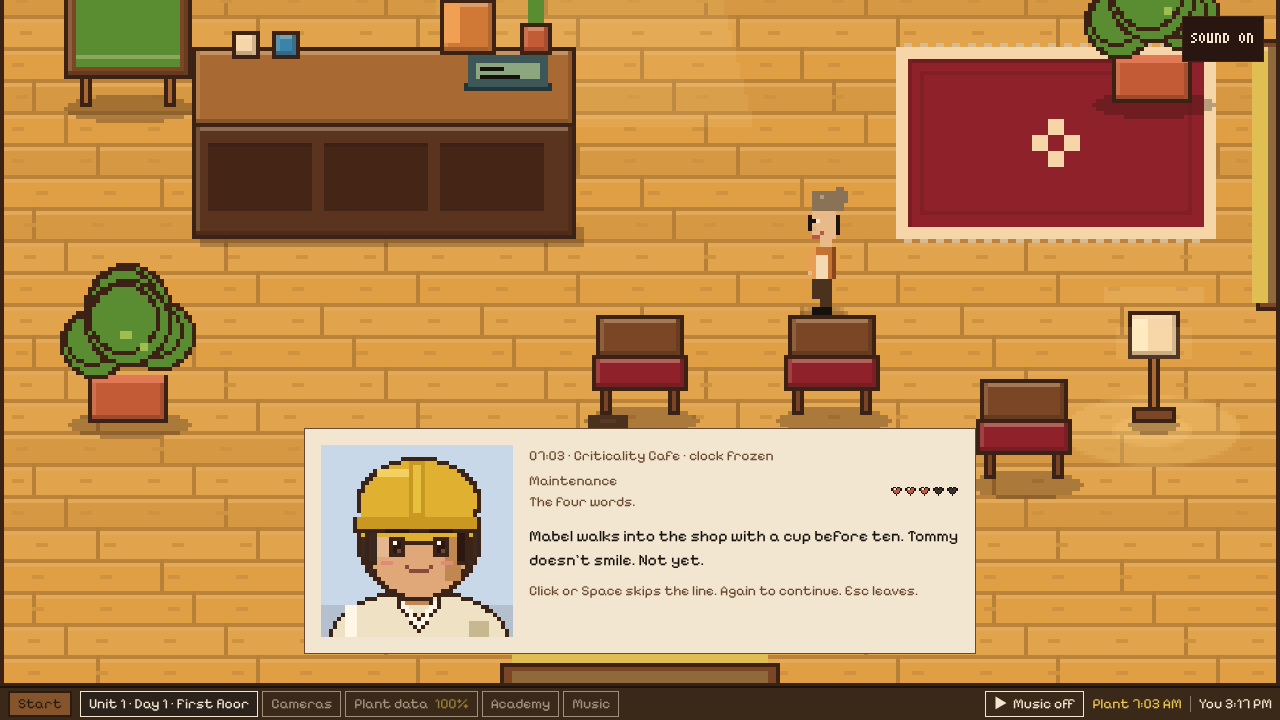 SOUND ON
07:03 · Criticality Cafe · clock frozen
Maintenance
The four words.
Mabel walks into the shop with a cup before ten. Tommy
doesn't smile. Not yet.
Click or Space skips the line. Again to continue. Esc leaves.
Start
Unit 1 · Day 1 · First floor
Cameras
Plant data 100%
Academy
Music
▶ Music off
Plant 7:03 AM
You 3:17 PM